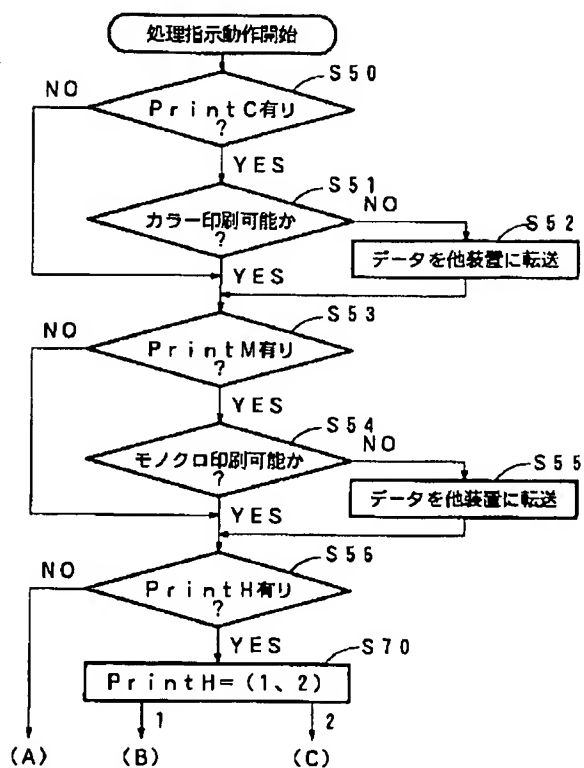 処理指示動作開始
S50
NO
PrintC有り
?
YES
S51
NO
カラー印刷可能か
?
S52
データを他装置に転送
YES
S53
NO
PrintM有り
?
YES
S54
NO
モノクロ印刷可能か
?
S55
データを他装置に転送
YES
S56
NO
PrintH有り
?
YES
S70
PrintH=(1、2)
1
2
(A)
(B)
(C)